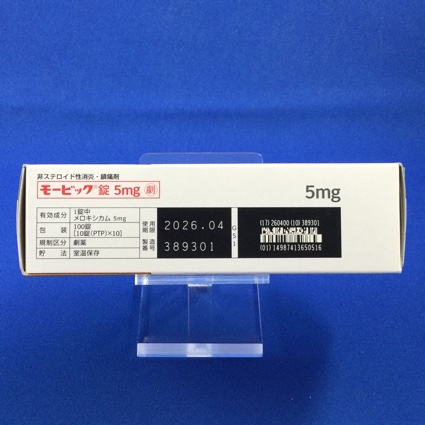 非ステロイド性消炎・鎮痛剤
モービック®錠 5mg 劇
5mg
有効成分 1錠中 メロキシカム 5mg
包装 100錠 [10錠(PTP)×10]
規制区分 劇薬
貯法 室温保存
使用期限 2026.04
製造番号 389301
G51
(17) 260400 (10) 389301
(01) 14987413650516